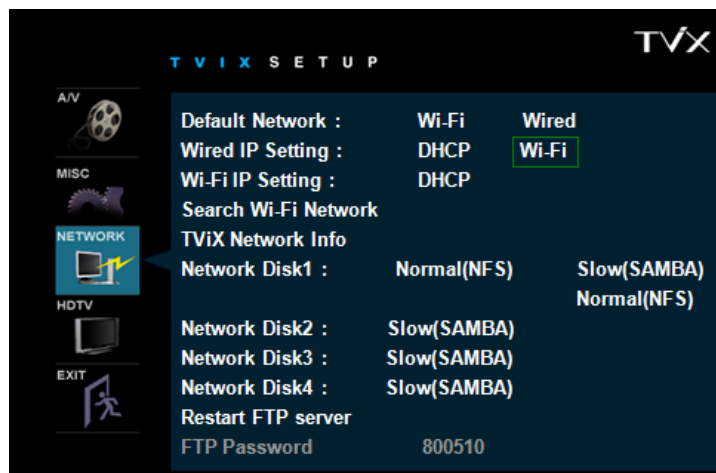 TViX
TVIX SETUP
A/V
MISC
NETWORK
HDTV
EXIT
Default Network : Wi-Fi Wired
Wired IP Setting : DHCP Wi-Fi
Wi-Fi IP Setting : DHCP
Search Wi-Fi Network
TViX Network Info
Network Disk1 : Normal(NFS) Slow(SAMBA)
Normal(NFS)
Network Disk2 : Slow(SAMBA)
Network Disk3 : Slow(SAMBA)
Network Disk4 : Slow(SAMBA)
Restart FTP server
FTP Password 800510